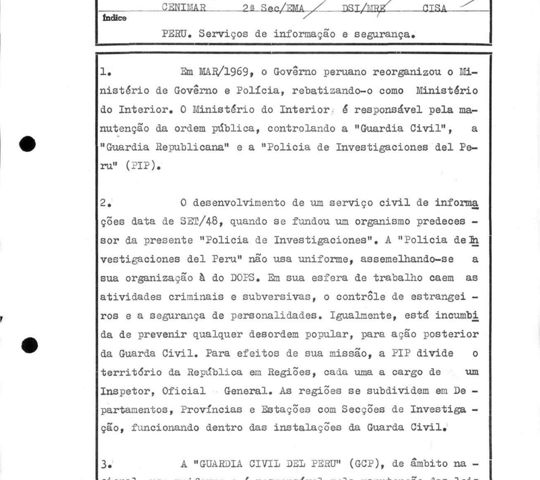 CENIMAR 2ª Sec/EMA DSI/MRE CISA
Índice
PERU. Serviços de informação e segurança.
1. Em MAR/1969, o Govêrno peruano reorganizou o Mi-
nistério de Govêrno e Polícia, rebatizando-o como Ministério
do Interior. O Ministério do Interior é responsável pela ma-
nutenção da ordem pública, controlando a "Guardia Civil", a
"Guardia Republicana" e a "Policia de Investigaciones del Pe-
ru" (PIP).
2. O desenvolvimento de um serviço civil de informa
ções data de SET/48, quando se fundou um organismo predeces -
sor da presente "Policia de Investigaciones". A "Policia de In
vestigaciones del Peru" não usa uniforme, assemelhando-se a
sua organização à do DOPS. Em sua esfera de trabalho caem as
atividades criminais e subversivas, o contrôle de estrangei -
ros e a segurança de personalidades. Igualmente, está incumbi
da de prevenir qualquer desordem popular, para ação posterior
da Guarda Civil. Para efeitos de sua missão, a PIP divide o
território da República em Regiões, cada uma a cargo de um
Inspetor, Oficial General. As regiões se subdividem em De -
partamentos, Províncias e Estações com Secções de Investiga -
ção, funcionando dentro das instalações da Guarda Civil.
3. A "GUARDIA CIVIL DEL PERU" (GCP), de âmbito na -